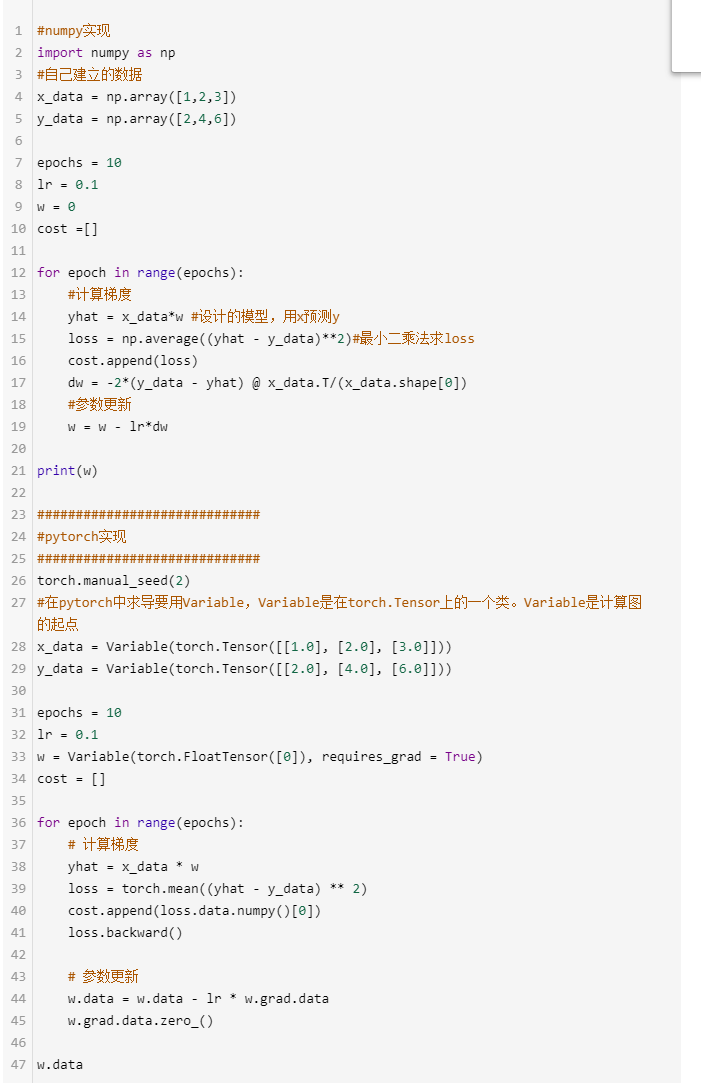 1 #numpy实现
2 import numpy as np
3 #自己建立的数据
4 x_data = np.array([1,2,3])
5 y_data = np.array([2,4,6])
6
7 epochs = 10
8 lr = 0.1
9 w = 0
10 cost =[]
11
12 for epoch in range(epochs):
13     #计算梯度
14     yhat = x_data*w #设计的模型，用x预测y
15     loss = np.average((yhat - y_data)**2)#最小二乘法求loss
16     cost.append(loss)
17     dw = -2*(y_data - yhat) @ x_data.T/(x_data.shape[0])
18     #参数更新
19     w = w - lr*dw
20
21 print(w)
22
23 #############################
24 #pytorch实现
25 #############################
26 torch.manual_seed(2)
27 #在pytorch中求导要用Variable，Variable是在torch.Tensor上的一个类。Variable是计算图
的起点
28 x_data = Variable(torch.Tensor([[1.0], [2.0], [3.0]]))
29 y_data = Variable(torch.Tensor([[2.0], [4.0], [6.0]]))
30
31 epochs = 10
32 lr = 0.1
33 w = Variable(torch.FloatTensor([0]), requires_grad = True)
34 cost = []
35
36 for epoch in range(epochs):
37     # 计算梯度
38     yhat = x_data * w
39     loss = torch.mean((yhat - y_data) ** 2)
40     cost.append(loss.data.numpy()[0])
41     loss.backward()
42
43     # 参数更新
44     w.data = w.data - lr * w.grad.data
45     w.grad.data.zero_()
46
47 w.data